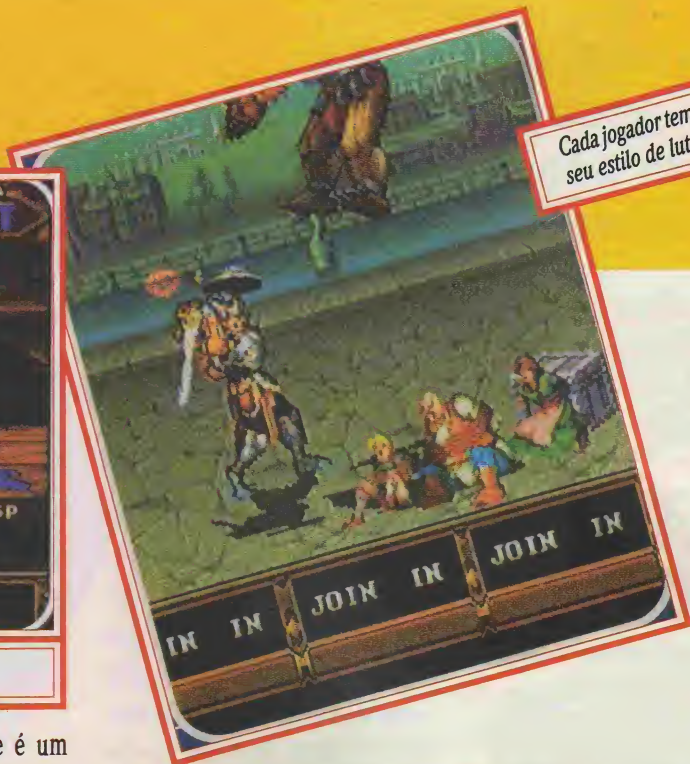 Cada jogador tem
seu estilo de lut
T
SP
IN IN JOIN IN JOIN IN
e é um